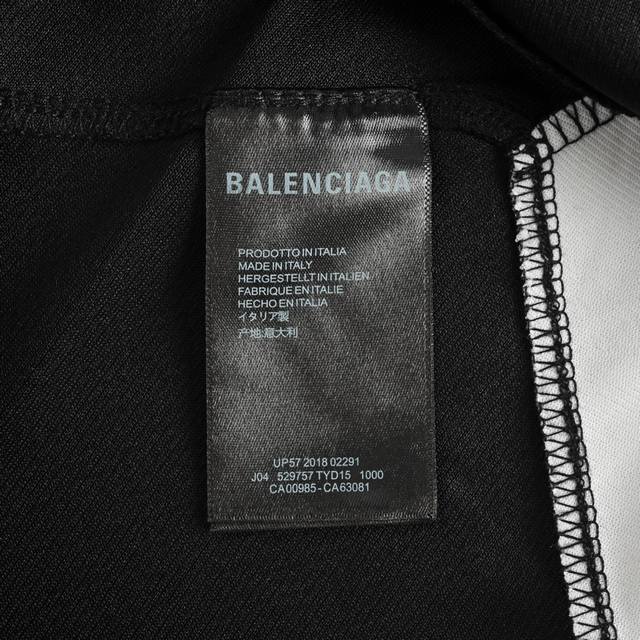 BALENCIAGA
PRODOTTO IN ITALIA
MADE IN ITALY
HERGESTELLT IN ITALIEN
FABRIQUE EN ITALIE
HECHO EN ITALIA
イタリア製
产地:意大利
UP57 2018 02291
J04 529757 TYD15 1000
CA00985-CA63081